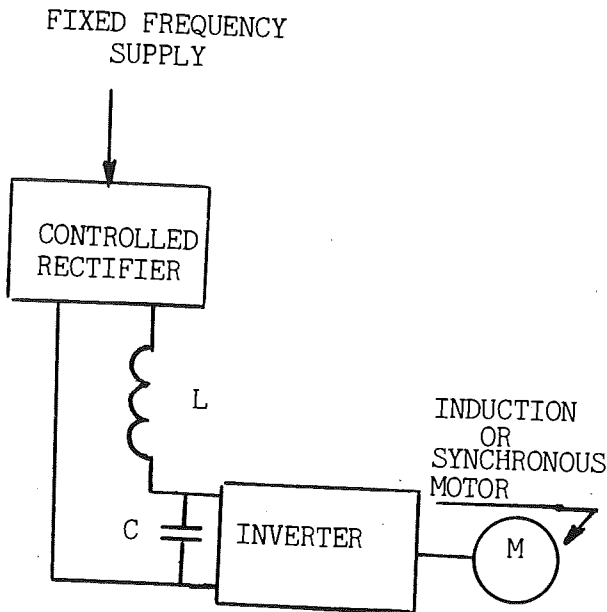 FIXED FREQUENCY
SUPPLY
CONTROLLED
RECTIFIER
L
INDUCTION
OR
SYNCHRONOUS
MOTOR
C
INVERTER
M